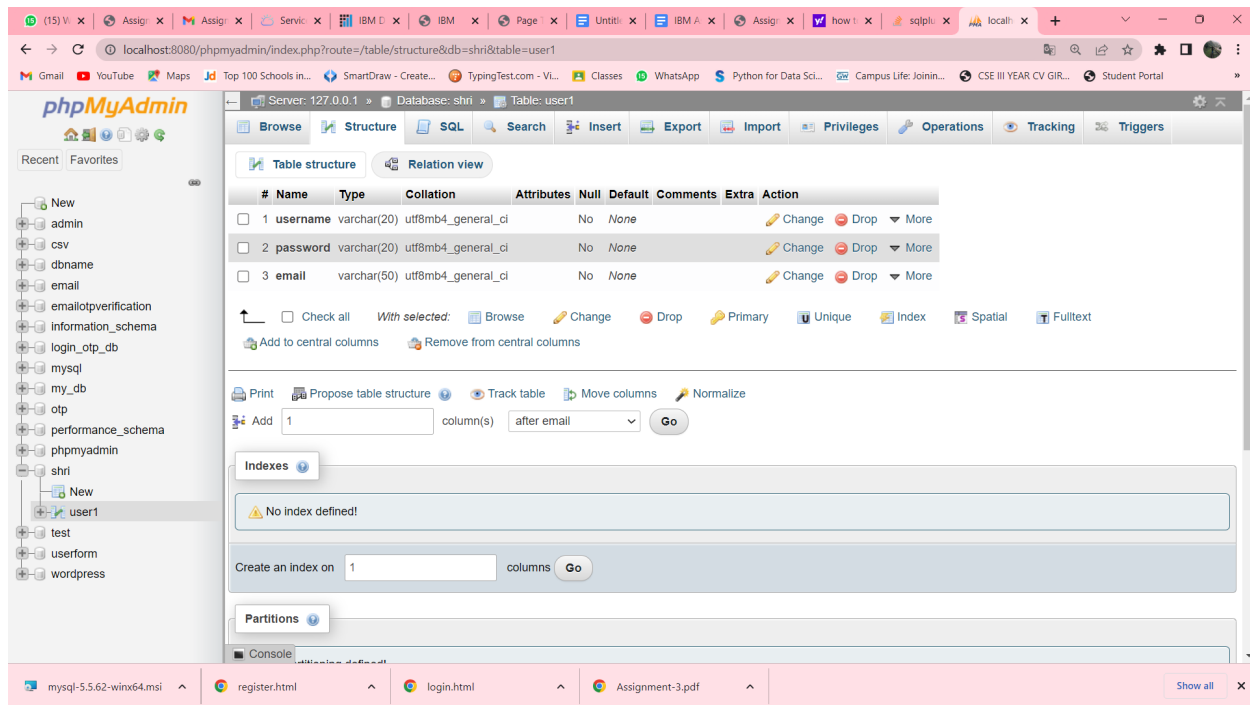 (15) W Assign Assign Servic IBM D IBM Page 1 Untitle IBM A Assign how to sqlplu localh
localhost:8080/phpmyadmin/index.php?route=/table/structure&db=shri&table=user1
Gmail YouTube Maps Top 100 Schools in... SmartDraw - Create... TypingTest.com - Vi... Classes WhatsApp Python for Data Sci... Campus Life: Joinin... CSE III YEAR CV GIR... Student Portal »
phpMyAdmin
Recent Favorites
New
admin
csv
dbname
email
emailotpverification
information_schema
login_otp_db
mysql
my_db
otp
performance_schema
phpmyadmin
shri
New
user1
test
userform
wordpress
Server: 127.0.0.1 » Database: shri » Table: user1
Browse Structure SQL Search Insert Export Import Privileges Operations Tracking Triggers
Table structure Relation view
# Name Type Collation Attributes Null Default Comments Extra Action
1 username varchar(20) utf8mb4_general_ci No None Change Drop More
2 password varchar(20) utf8mb4_general_ci No None Change Drop More
3 email varchar(50) utf8mb4_general_ci No None Change Drop More
Check all With selected: Browse Change Drop Primary Unique Index Spatial Fulltext
Add to central columns Remove from central columns
Print Propose table structure Track table Move columns Normalize
Add 1 column(s) after email Go
Indexes
No index defined!
Create an index on 1 columns Go
Partitions
Console
mysql-5.5.62-winx64.msi register.html login.html Assignment-3.pdf Show all